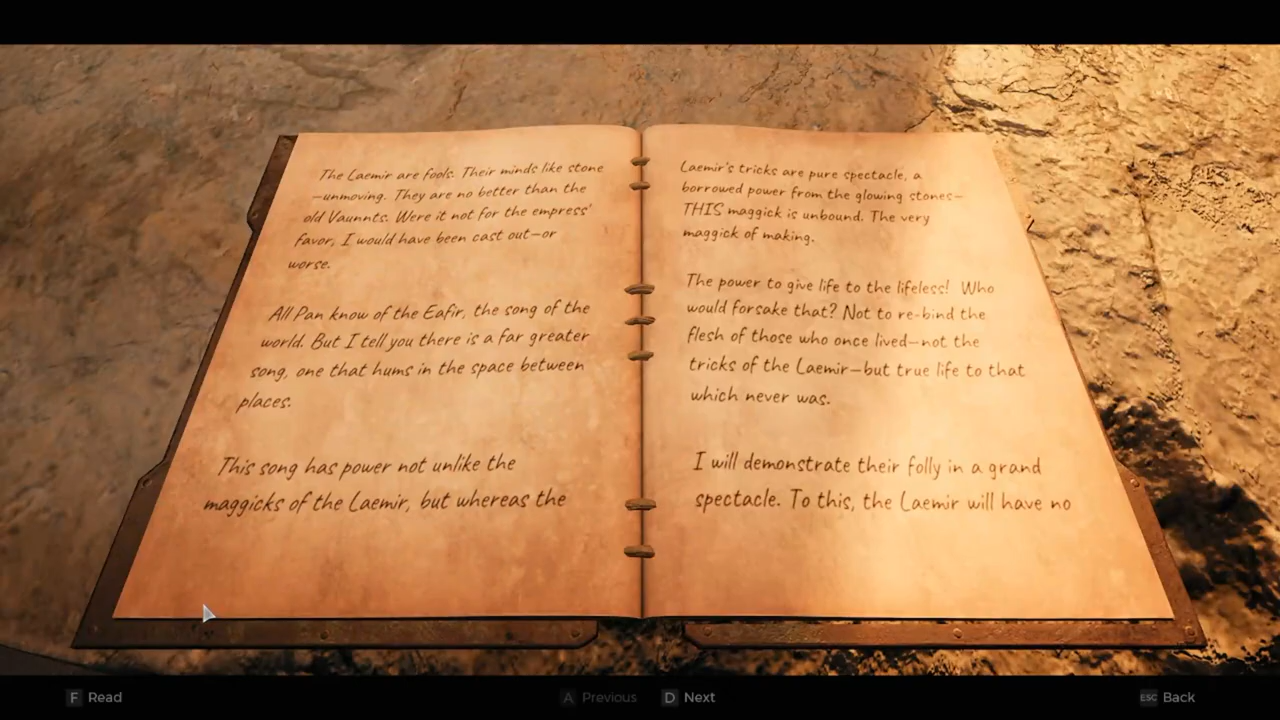 The Laemir are fools. Their minds like stone
—unmoving. They are no better than the
old Vaunnts. Were it not for the empress'
favor, I would have been cast out—or
worse.
All Pan know of the Eafir, the song of the
world. But I tell you there is a far greater
song, one that hums in the space between
places.
This song has power not unlike the
maggicks of the Laemir, but whereas the
Laemir's tricks are pure spectacle, a
borrowed power from the glowing stones—
THIS maggick is unbound. The very
maggick of making.
The power to give life to the lifeless! Who
would forsake that? Not to re-bind the
flesh of those who once lived—not the
tricks of the Laemir—but true life to that
which never was.
I will demonstrate their folly in a grand
spectacle. To this, the Laemir will have no
F Read
A Previous
D Next
ESC Back